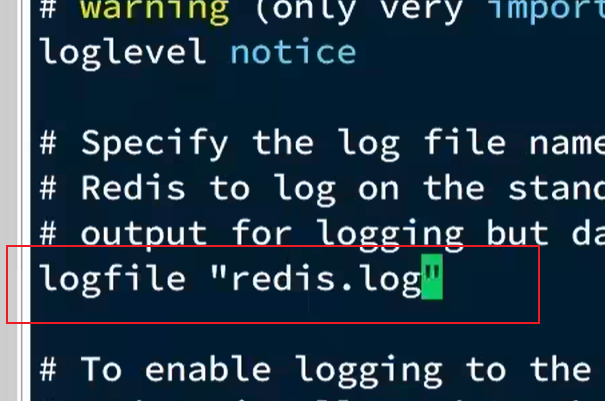 # warning (only very import
loglevel notice
# Specify the log file name
# Redis to log on the stand
# output for logging but da
logfile "redis.log"
# To enable logging to the